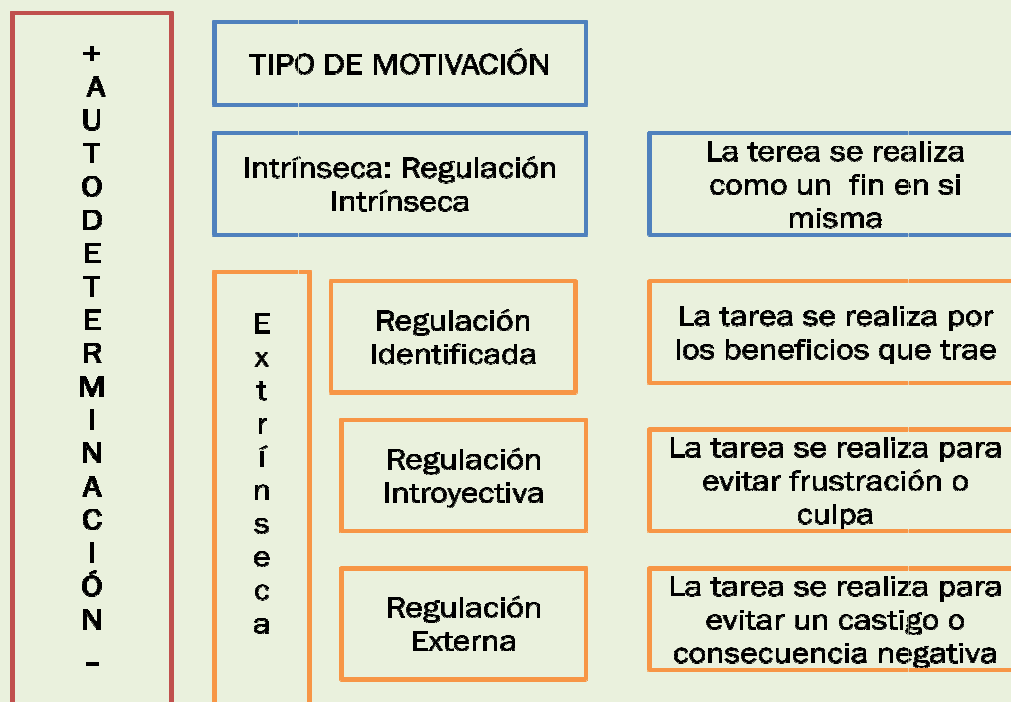 +
A
U
T
O
D
E
T
E
R
M
I
N
A
C
I
Ó
N
-
TIPO DE MOTIVACIÓN
Intrínseca: Regulación
Intrínseca
La terea se realiza
como un fin en si
misma
E
x
t
r
í
n
s
e
c
a
Regulación
Identificada
La tarea se realiza por
los beneficios que trae
Regulación
Introyectiva
La tarea se realiza para
evitar frustración o
culpa
Regulación
Externa
La tarea se realiza para
evitar un castigo o
consecuencia negativa